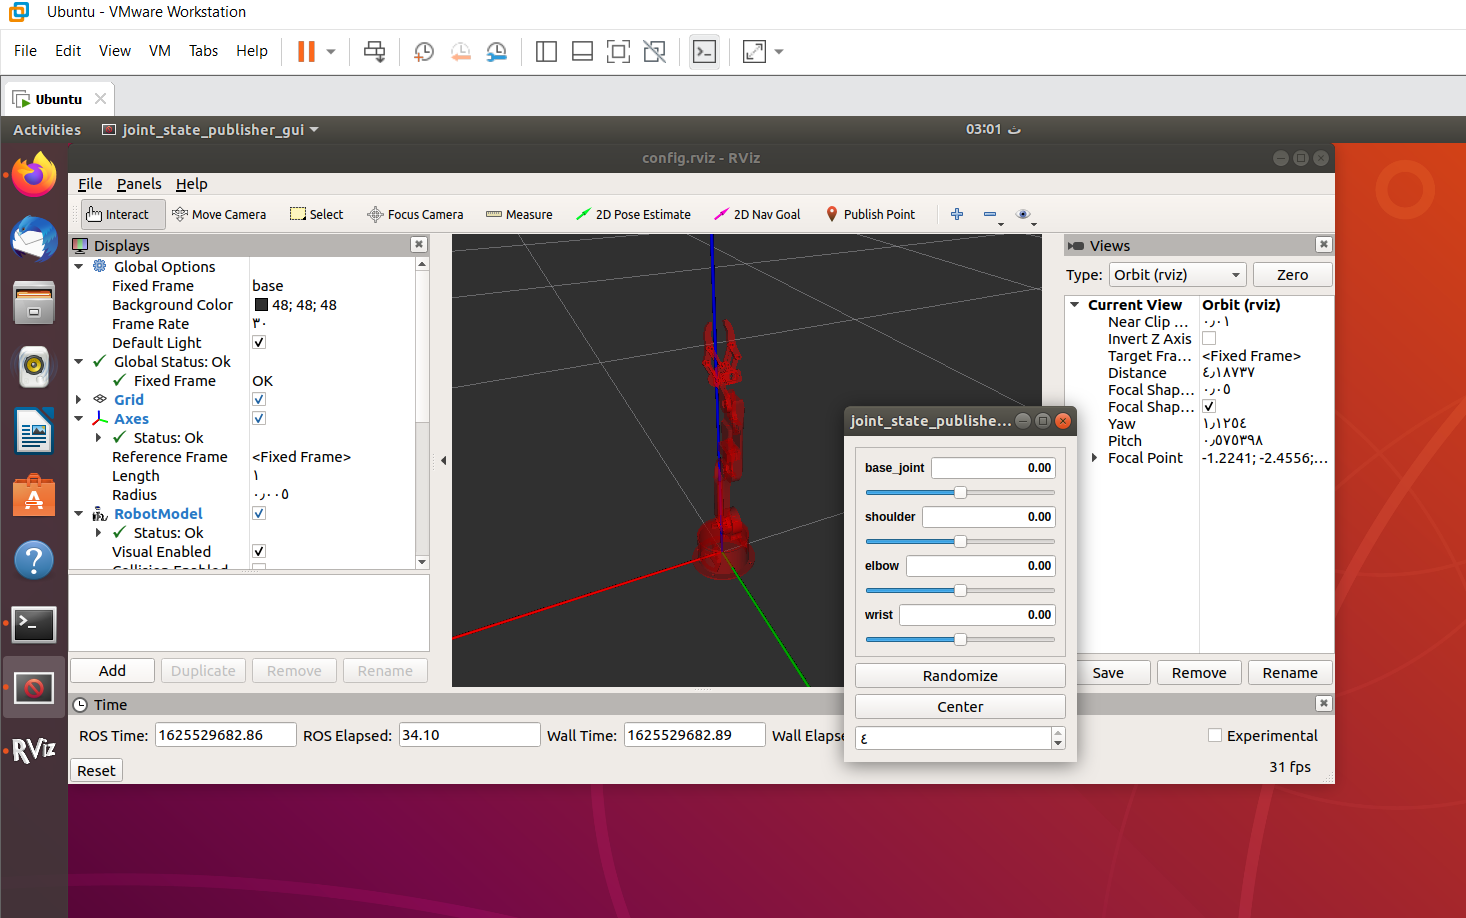 Ubuntu - VMware Workstation
File Edit View VM Tabs Help
Ubuntu
Activities joint_state_publisher_gui 03:01 ث
config.rviz - RViz
File Panels Help
Interact Move Camera Select Focus Camera Measure 2D Pose Estimate 2D Nav Goal Publish Point
Displays
Global Options
Fixed Frame base
Background Color 48; 48; 48
Frame Rate ٣٠
Default Light
Global Status: Ok
Fixed Frame OK
Grid
Axes
Status: Ok
Reference Frame <Fixed Frame>
Length ١
Radius ٠٫٠٠٥
RobotModel
Status: Ok
Visual Enabled
Collision Enabled
Add Duplicate Remove Rename
Views
Type: Orbit (rviz) Zero
Current View Orbit (rviz)
Near Clip ... ٠٫٠١
Invert Z Axis
Target Fra... <Fixed Frame>
Distance ٤٫١٨٧٣٧
Focal Shap... ٠٫٠٥
Focal Shap...
Yaw ١٫١٢٥٤
Pitch ٠٫٥٧٥٣٩٨
Focal Point -1.2241; -2.4556;...
Save Remove Rename
joint_state_publishe...
base_joint 0.00
shoulder 0.00
elbow 0.00
wrist 0.00
Randomize
Center
٤
Time
ROS Time: 1625529682.86 ROS Elapsed: 34.10 Wall Time: 1625529682.89 Wall Elapse Experimental
Reset 31 fps
RViz